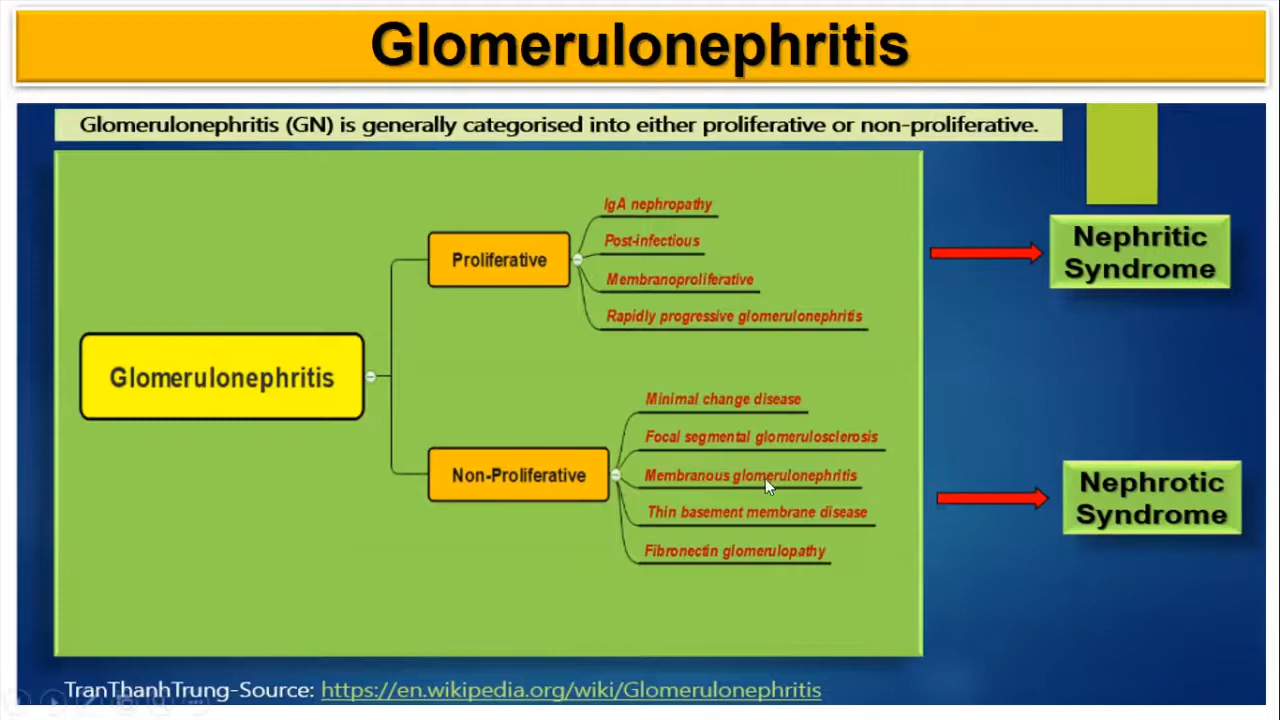 Glomerulonephritis
Glomerulonephritis (GN) is generally categorised into either proliferative or non-proliferative.
Glomerulonephritis
Proliferative
IgA nephropathy
Post-infectious
Membranoproliferative
Rapidly progressive glomerulonephritis
Nephritic
Syndrome
Non-Proliferative
Minimal change disease
Focal segmental glomerulosclerosis
Membranous glomerulonephritis
Thin basement membrane disease
Fibronectin glomerulopathy
Nephrotic
Syndrome
TranThanhTrung-Source: https://en.wikipedia.org/wiki/Glomerulonephritis